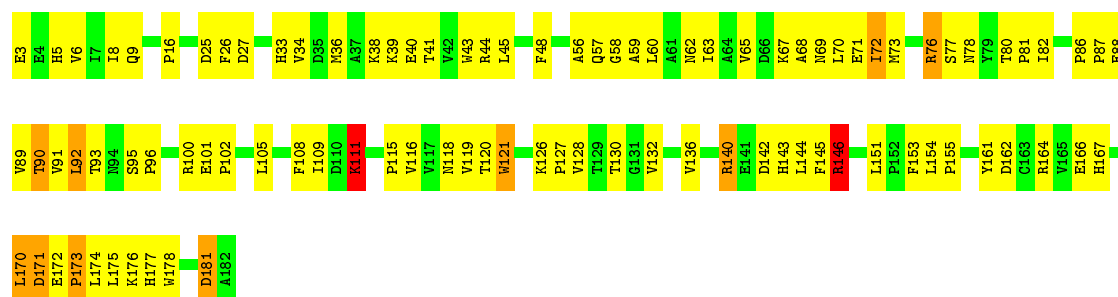 E3 E4 H5 V6 I7 I8 Q9 P16 D25 F26 D27 H33 V34 D35 M36 A37 K38 K39 E40 T41 V42 W43 R44 L45 F48 A56 Q57 G58 A59 L60 A61 N62 I63 A64 V65 D66 K67 A68 N69 L70 E71 I72 M73 R76 S77 N78 Y79 T80 P81 I82 P86 P87
V89 T90 V91 L92 T93 N94 S95 P96 R100 E101 P102 L105 F108 I109 D110 K111 P115 V116 V117 N118 V119 T120 W121 K126 P127 V128 T129 T130 G131 V132 V136 R140 E141 D142 H143 L144 F145 R146 L151 P152 F153 L154 P155 Y161 D162 C163 R164 V165 E166 H167
L170 D171 E172 P173 L174 L175 K176 H177 W178 D181 A182